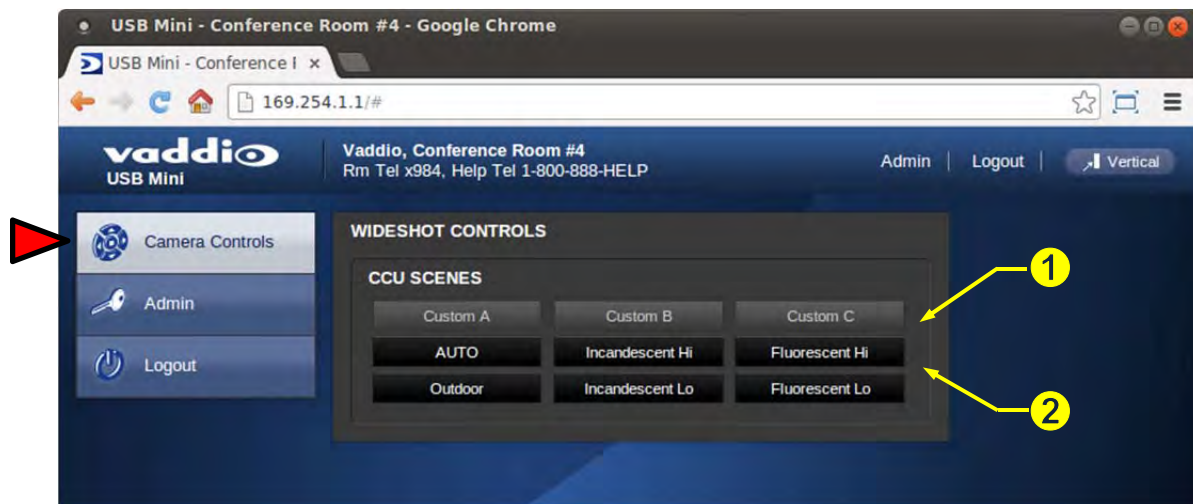 USB Mini - Conference Room #4 - Google Chrome
USB Mini - Conference
169.254.1.1/#
vaddio
USB Mini
Vaddio, Conference Room #4
Rm Tel x984, Help Tel 1-800-888-HELP
Admin | Logout | Vertical
Camera Controls
Admin
Logout
WIDESHOT CONTROLS
CCU SCENES
Custom A Custom B Custom C
AUTO Incandescent Hi Fluorescent Hi
Outdoor Incandescent Lo Fluorescent Lo
1
2